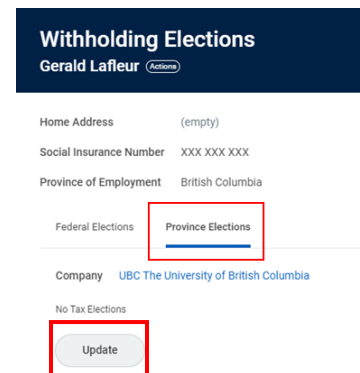 Withholding Elections
Gerald Lafleur Actions
Home Address (empty)
Social Insurance Number XXX XXX XXX
Province of Employment British Columbia
Federal Elections Province Elections
Company UBC The University of British Columbia
No Tax Elections
Update